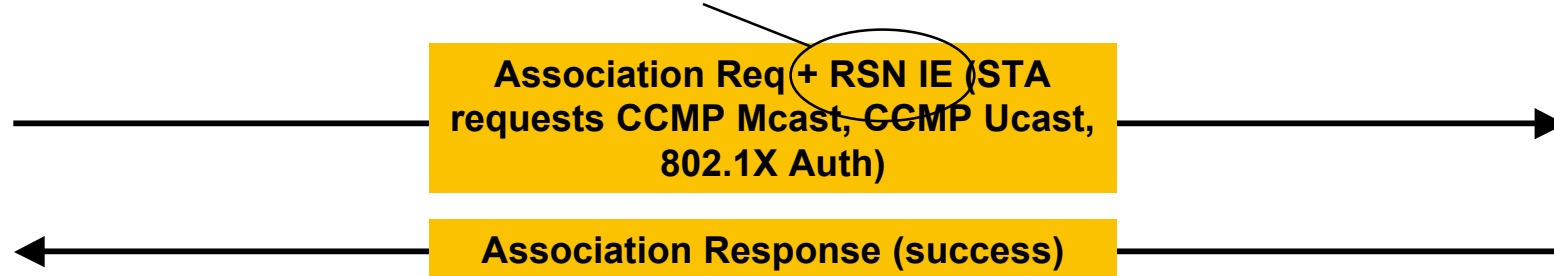 Association Req + RSN IE (STA
requests CCMP Mcast, CCMP Ucast,
802.1X Auth)
Association Response (success)